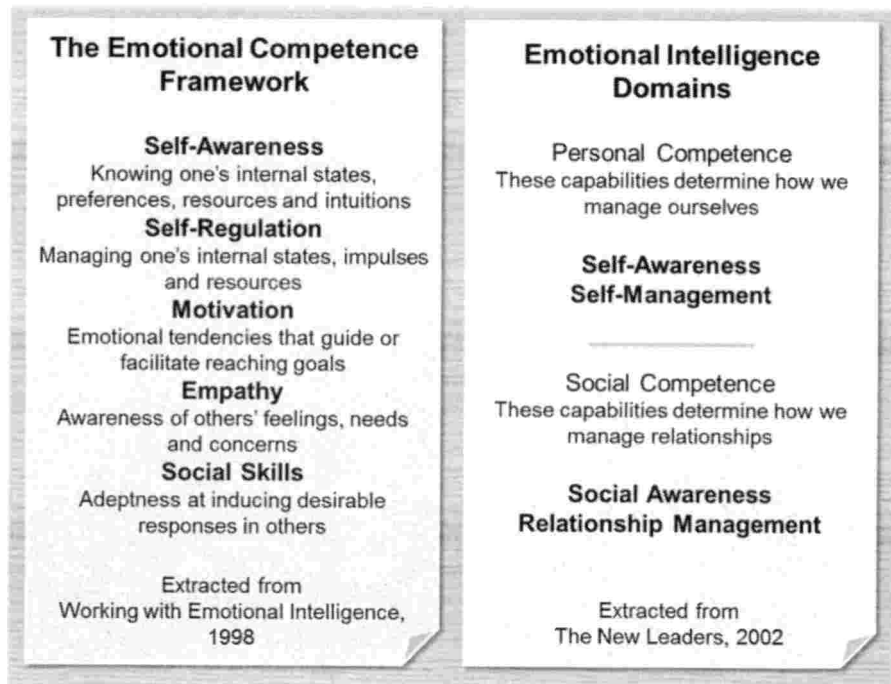 The Emotional Competence
Framework
Self-Awareness
Knowing one's internal states,
preferences, resources and intuitions
Self-Regulation
Managing one's internal states, impulses
and resources
Motivation
Emotional tendencies that guide or
facilitate reaching goals
Empathy
Awareness of others' feelings, needs
and concerns
Social Skills
Adeptness at inducing desirable
responses in others
Extracted from
Working with Emotional Intelligence,
1998
Emotional Intelligence
Domains
Personal Competence
These capabilities determine how we
manage ourselves
Self-Awareness
Self-Management
Social Competence
These capabilities determine how we
manage relationships
Social Awareness
Relationship Management
Extracted from
The New Leaders, 2002